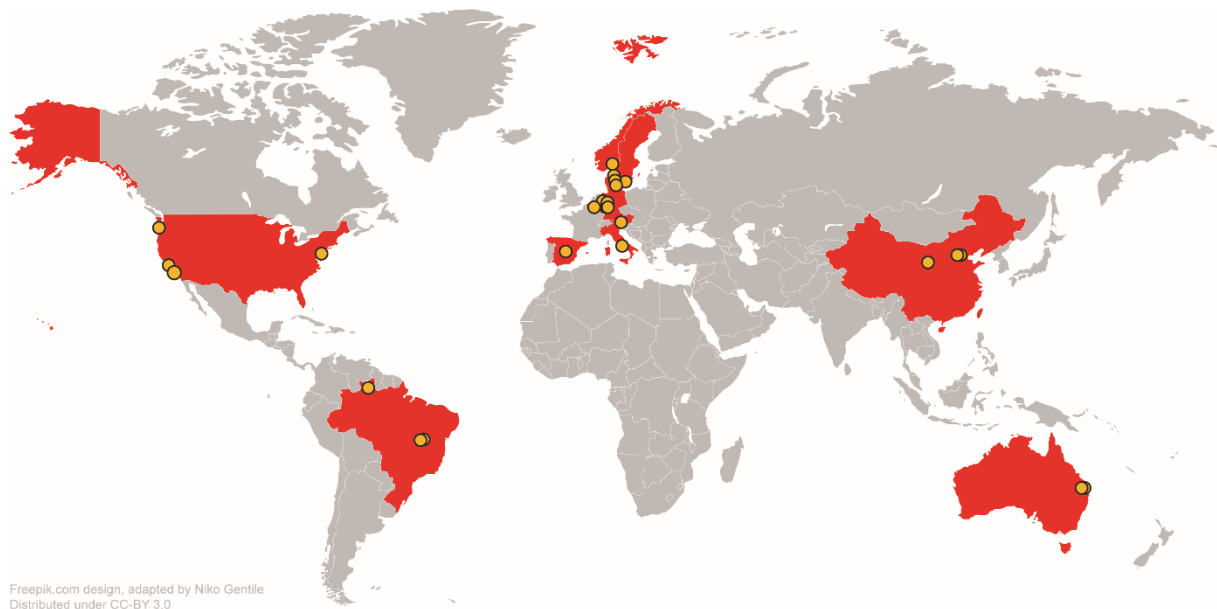 Freepik.com design, adapted by Niko Gentile
Distributed under CC-BY 3.0